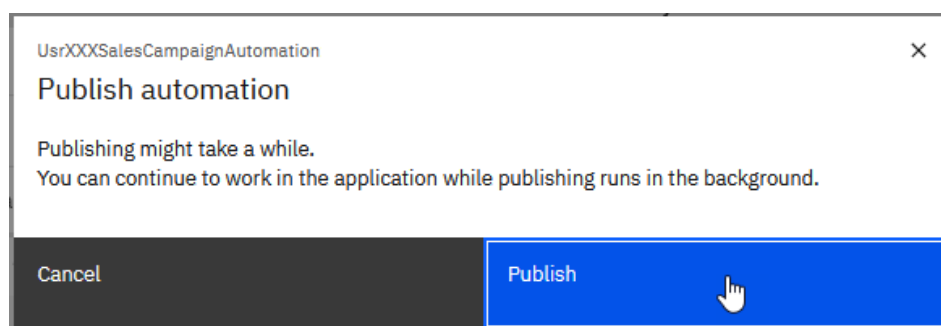 UsrXXXSalesCampaignAutomation
Publish automation
Publishing might take a while.
You can continue to work in the application while publishing runs in the background.
Cancel
Publish